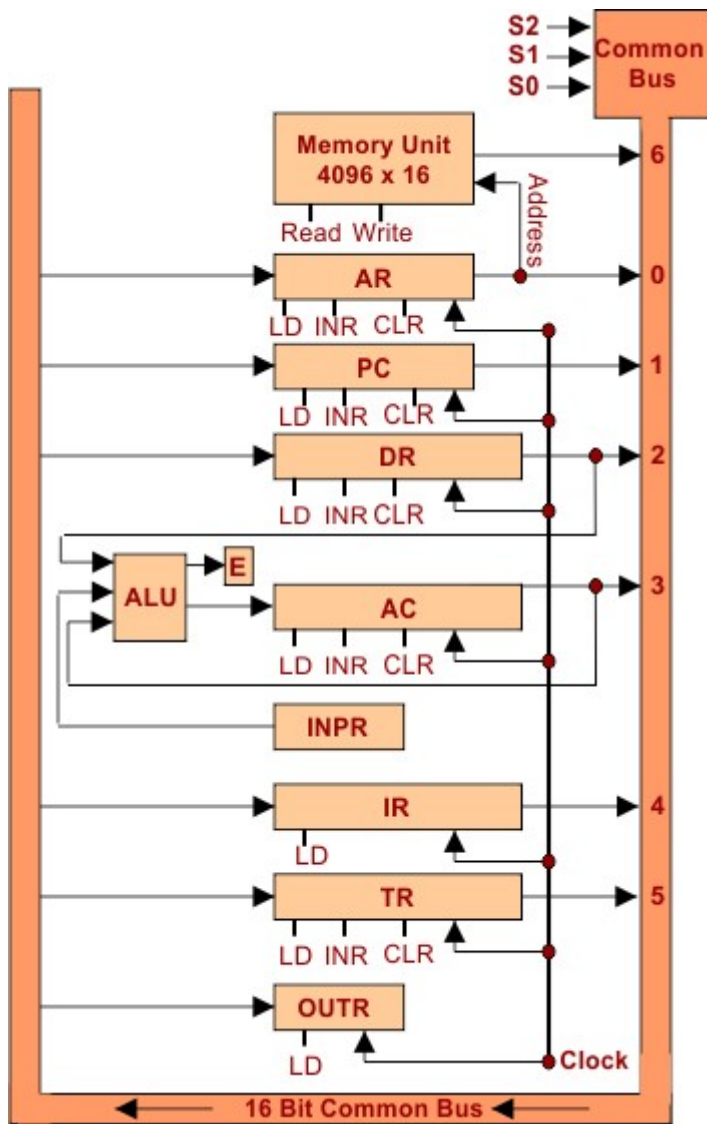 S2
S1
S0
Common
Bus
Memory Unit
4096 x 16
6
Address
Read Write
AR
0
LD INR CLR
PC
1
LD INR CLR
DR
2
LD INR CLR
E
ALU
AC
3
LD INR CLR
INPR
IR
4
LD
TR
5
LD INR CLR
OUTR
LD
Clock
16 Bit Common Bus